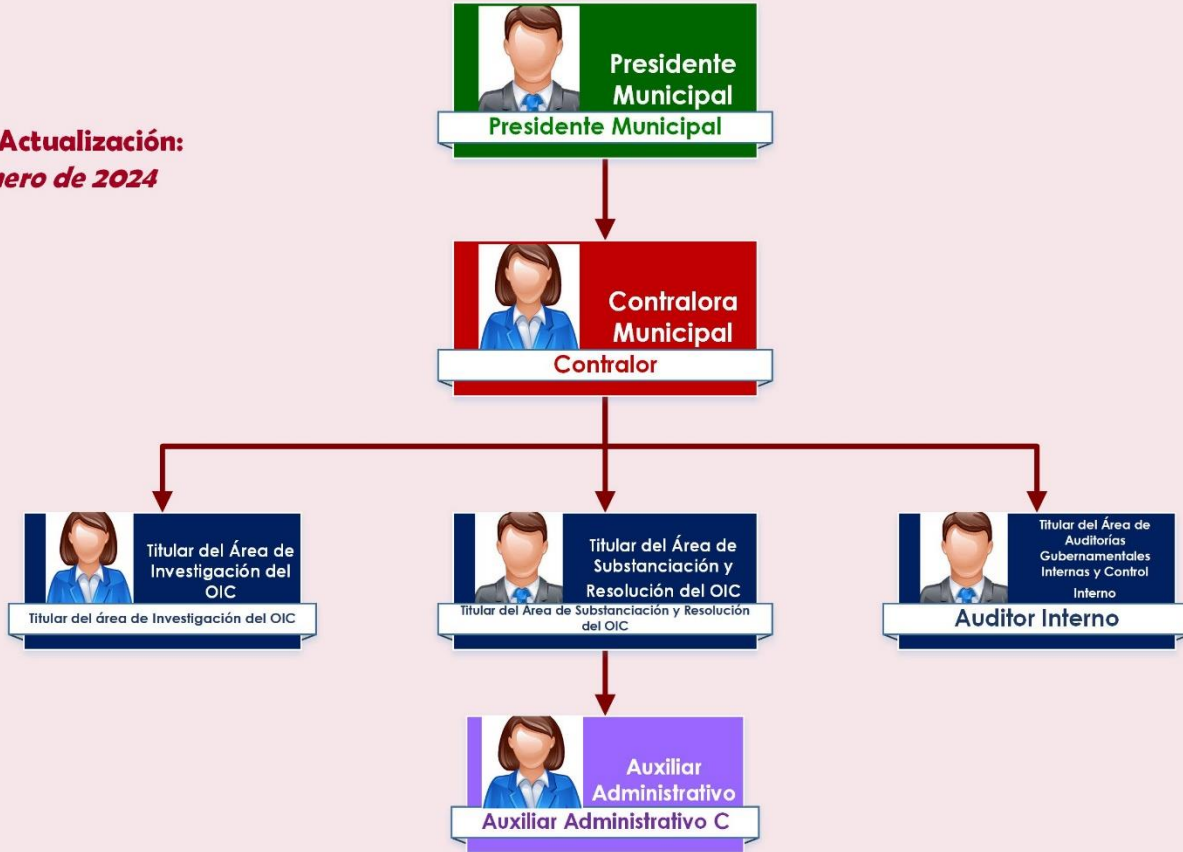 Presidente
Municipal
Presidente Municipal
Actualización:
de 2024
Contralora
Municipal
Contralor
Titular del Área de
Investigación del
OIC
Titular del área de Investigación del OIC
Titular del Área de
Substanciación y
Resolución del OIC
Titular del Área de Substanciación y Resolución
del OIC
Titular del Área de
Auditorías
Gubernamentales
Internas y Control
Interno
Auditor Interno
Auxiliar
Administrativo
Auxiliar Administrativo C